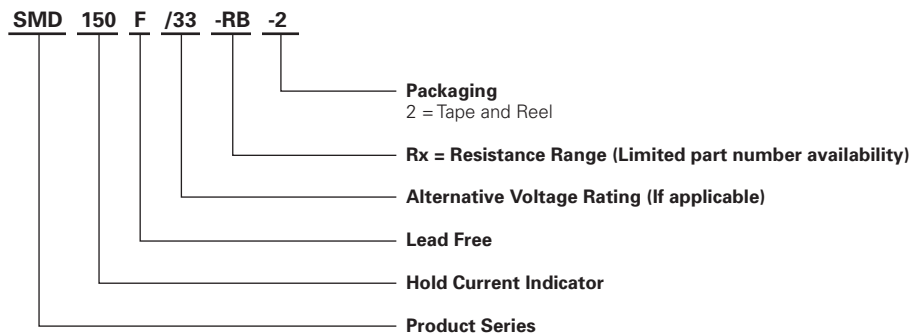 SMD 150 F /33 -RB -2
Packaging
2 = Tape and Reel
Rx = Resistance Range (Limited part number availability)
Alternative Voltage Rating (If applicable)
Lead Free
Hold Current Indicator
Product Series